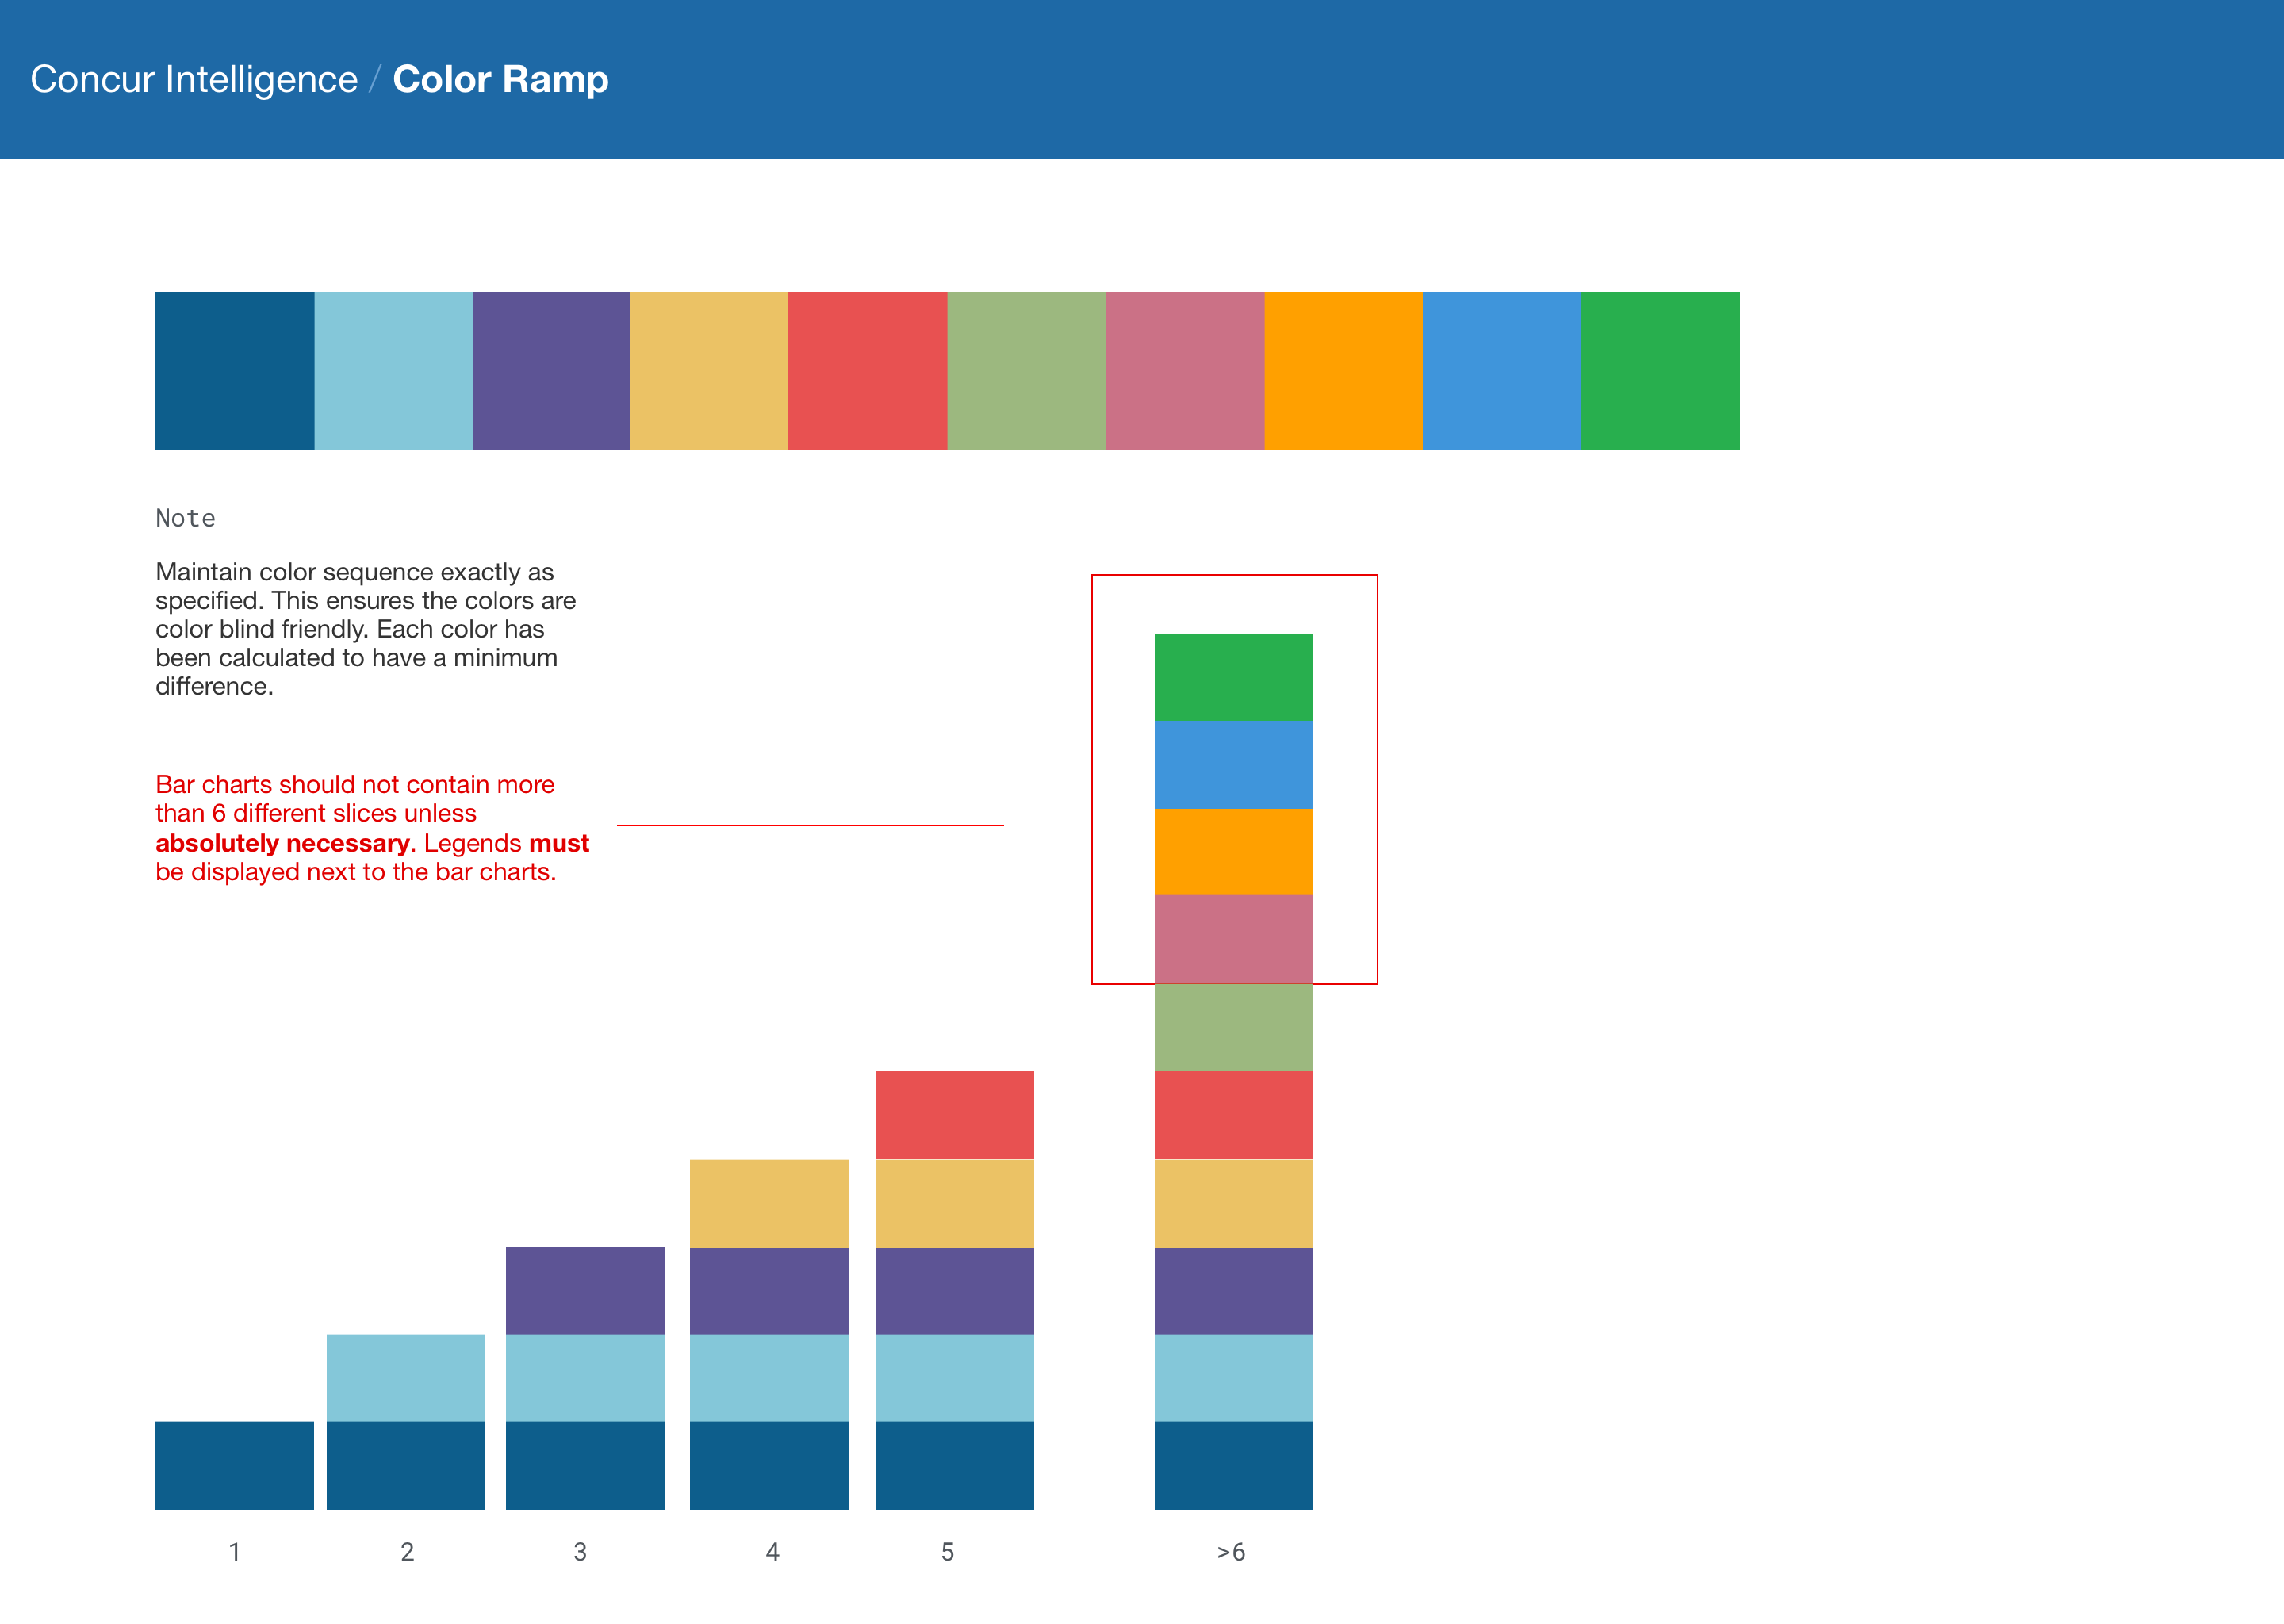 Concur Intelligence / Color Ramp
Note
Maintain color sequence exactly as
specified. This ensures the colors are
color blind friendly. Each color has
been calculated to have a minimum
difference.
Bar charts should not contain more
than 6 different slices unless
absolutely necessary. Legends must
be displayed next to the bar charts.
1 2 3 4 5 >6